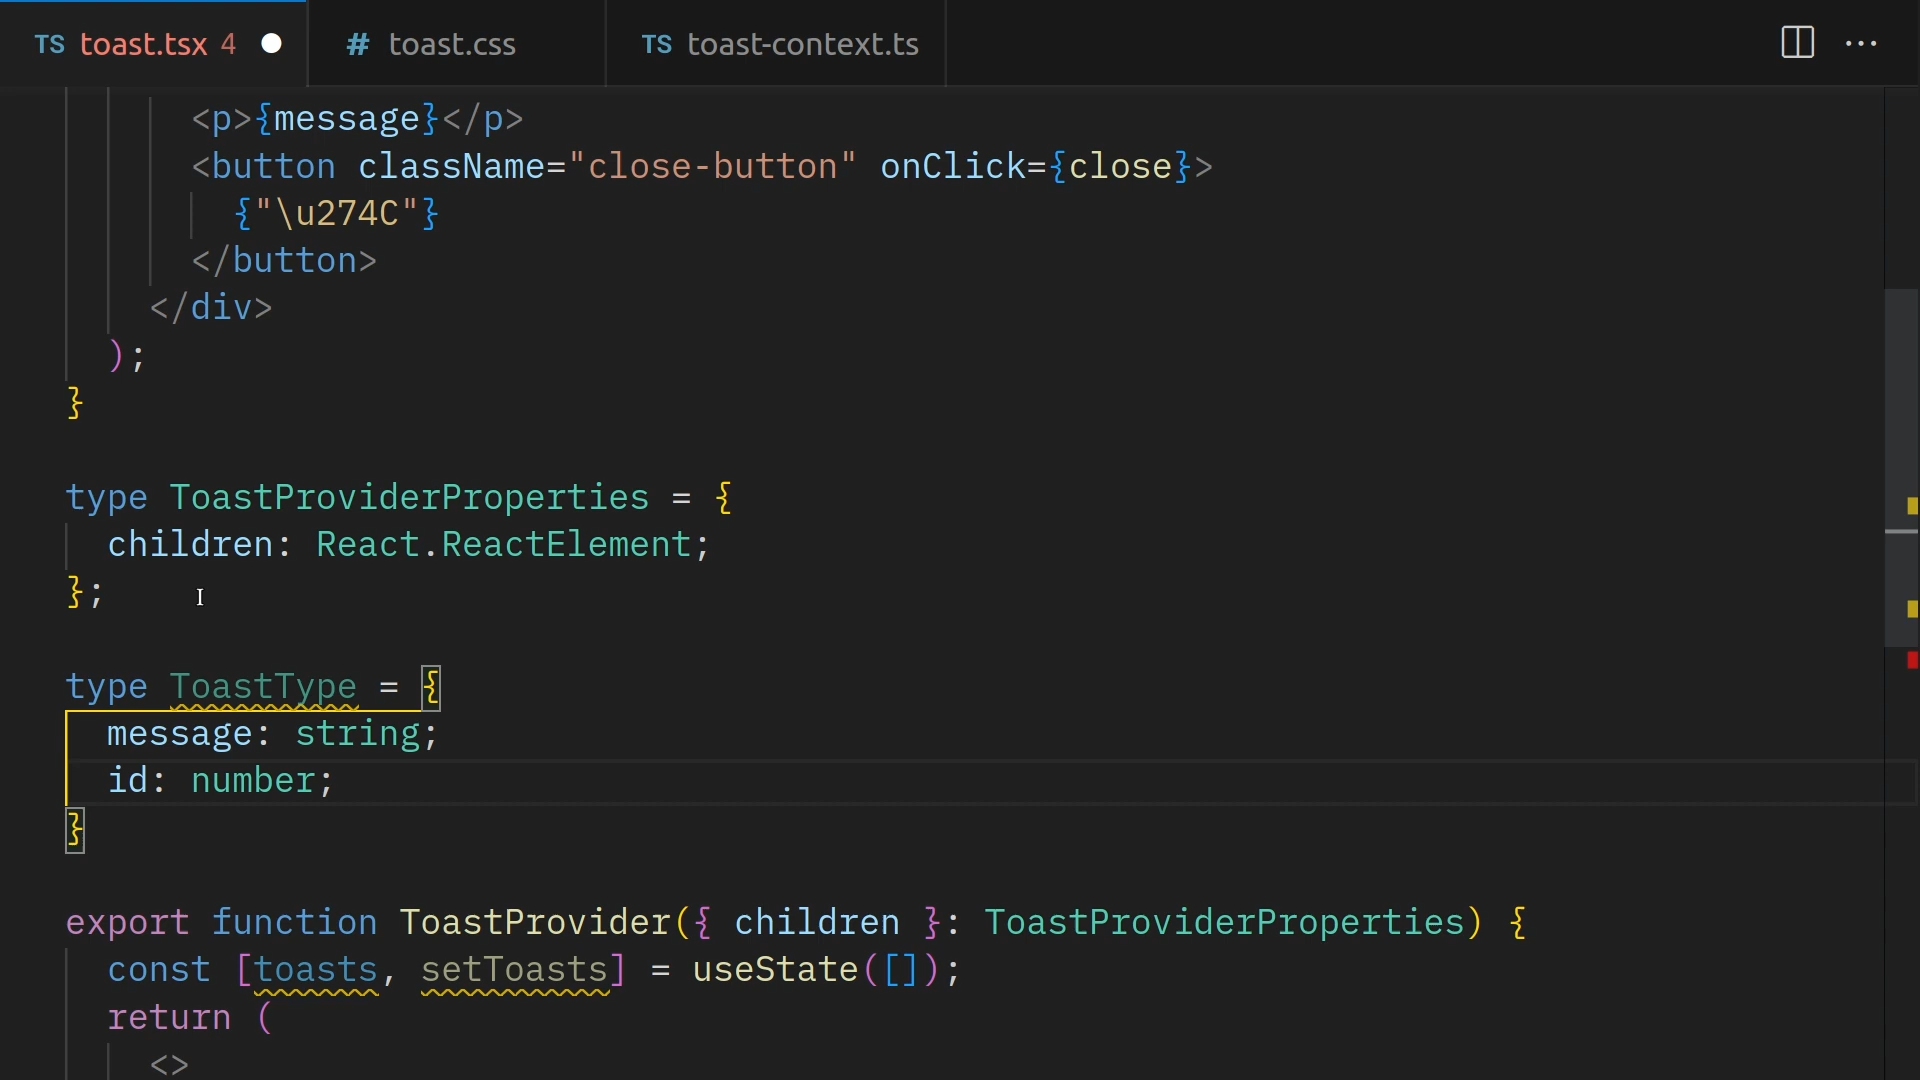 TS toast.tsx 4
# toast.css
TS toast-context.ts
<p>{message}</p>
<button className="close-button" onClick={close}>
{"\u274C"}
</button>
</div>
);
}
type ToastProviderProperties = {
children: React.ReactElement;
};
type ToastType = {
message: string;
id: number;
}
export function ToastProvider({ children }: ToastProviderProperties) {
const [toasts, setToasts] = useState([]);
return (
<>